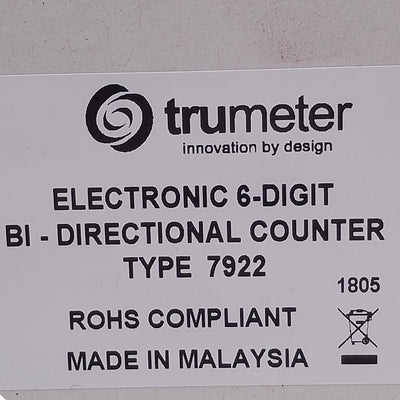 trumeter
innovation by design
ELECTRONIC 6-DIGIT
BI - DIRECTIONAL COUNTER
TYPE 7922
1805
ROHS COMPLIANT
MADE IN MALAYSIA